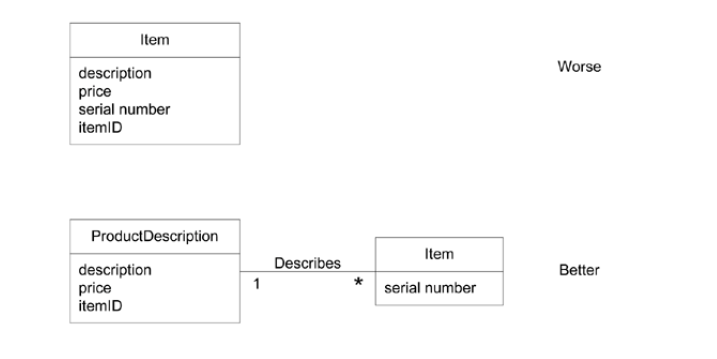 Item
description
price
serial number
itemID
Worse
ProductDescription
description
price
itemID
Describes
1
*
Item
serial number
Better